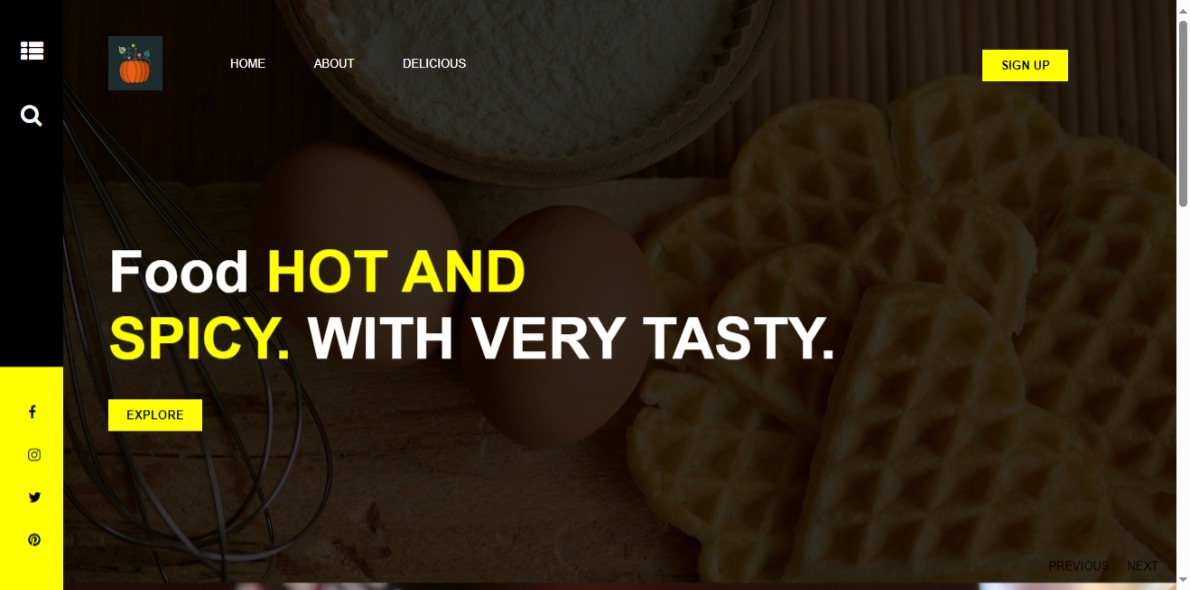 HOME ABOUT DELICIOUS SIGN UP
Food HOT AND
SPICY. WITH VERY TASTY.
EXPLORE
PREVIOUS NEXT